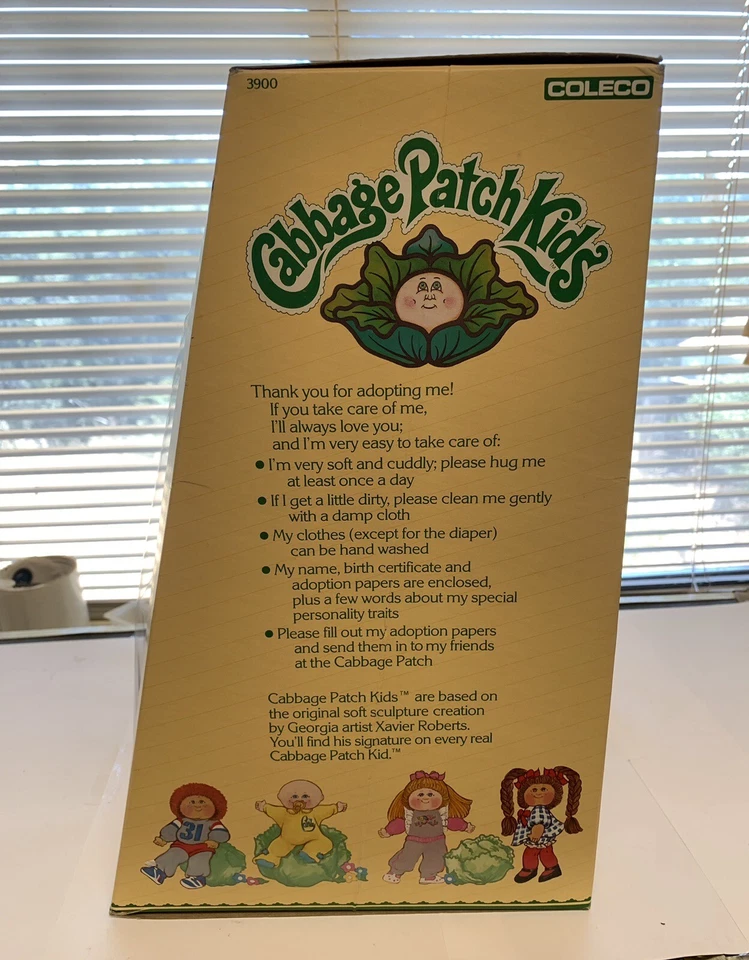 3900
COLECO
Cabbage Patch Kids™
Thank you for adopting me!
If you take care of me,
I'll always love you;
and I'm very easy to take care of:
● I'm very soft and cuddly; please hug me
at least once a day
● If I get a little dirty, please clean me gently
with a damp cloth
● My clothes (except for the diaper)
can be hand washed
● My name, birth certificate and
adoption papers are enclosed,
plus a few words about my special
personality traits
● Please fill out my adoption papers
and send them in to my friends
at the Cabbage Patch
Cabbage Patch Kids™ are based on
the original soft sculpture creation
by Georgia artist Xavier Roberts.
You'll find his signature on every real
Cabbage Patch Kid.™
31